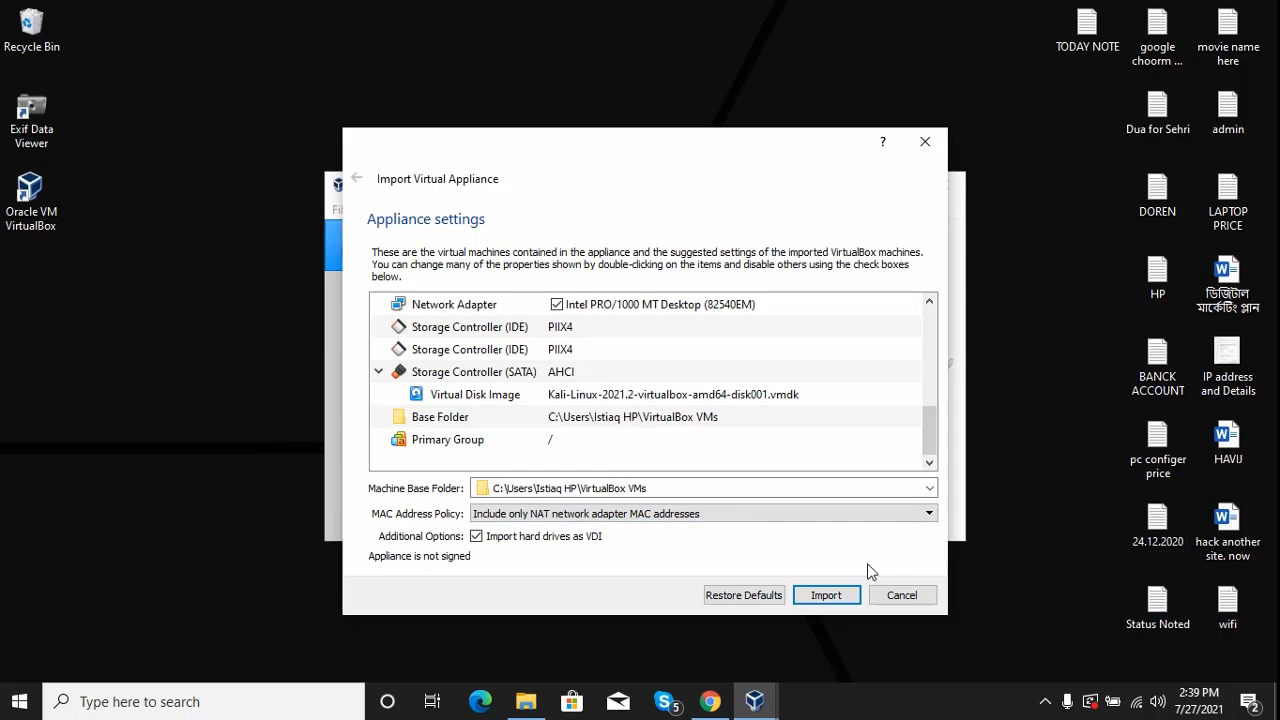 Recycle Bin
Exif Data
Viewer
Oracle VM
VirtualBox
Import Virtual Appliance
Appliance settings
These are the virtual machines contained in the appliance and the suggested settings of the imported VirtualBox machines.
You can change many of the properties shown by double-clicking on the items and disable others using the check boxes
below.
Network Adapter Intel PRO/1000 MT Desktop (82540EM)
Storage Controller (IDE) PIIX4
Storage Controller (IDE) PIIX4
Storage Controller (SATA) AHCI
Virtual Disk Image Kali-Linux-2021.2-virtualbox-amd64-disk001.vmdk
Base Folder C:\Users\Istiaq HP\VirtualBox VMs
Primary Group /
Machine Base Folder: C:\Users\Istiaq HP\VirtualBox VMs
MAC Address Policy: Include only NAT network adapter MAC addresses
Additional Options: Import hard drives as VDI
Appliance is not signed
Restore Defaults Import Cancel
TODAY NOTE
google
choorm ...
movie name
here
Dua for Sehri
admin
DOREN
LAPTOP
PRICE
HP
ডিজিটাল
মার্কেটিং প্লান
BANCK
ACCOUNT
IP address
and Details
pc configer
price
HAVIJ
24.12.2020
hack another
site. now
Status Noted
wifi
Type here to search
5
2:39 PM
7/27/2021
2